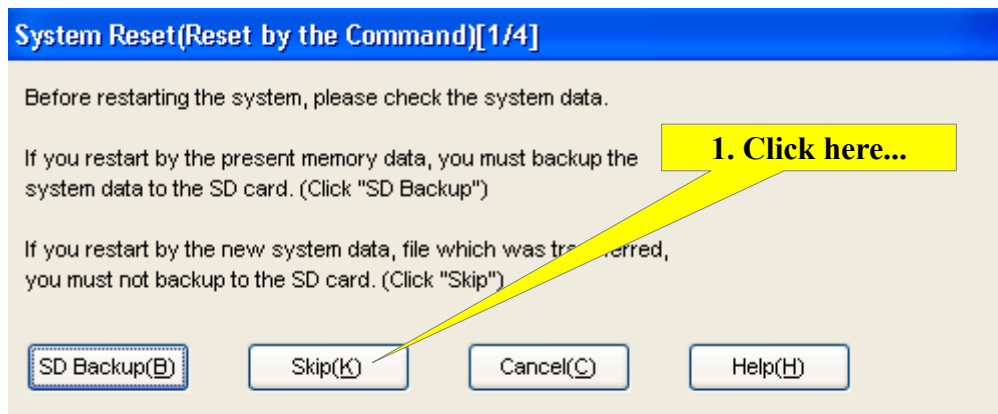 System Reset(Reset by the Command)[1/4]
Before restarting the system, please check the system data.
1. Click here...
If you restart by the present memory data, you must backup the
system data to the SD card. (Click "SD Backup")
If you restart by the new system data, file which was transferred,
you must not backup to the SD card. (Click "Skip")
SD Backup(B) Skip(K) Cancel(C) Help(H)